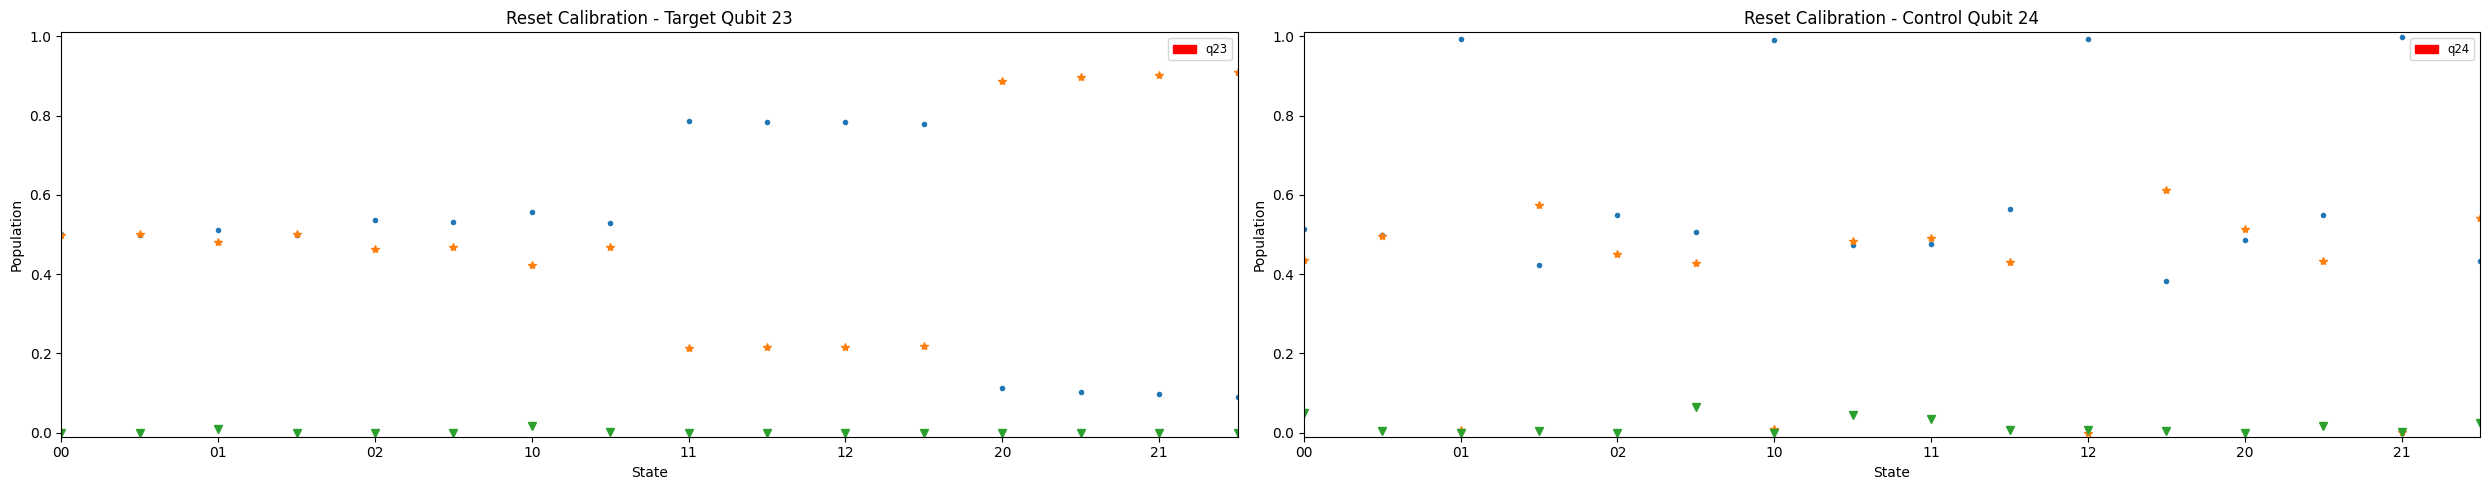 Reset Calibration - Target Qubit 23
1.0
0.8
0.6
0.4
0.2
0.0
Population
q23
00 01 02 10 11 12 20 21
State
Reset Calibration - Control Qubit 24
1.0
0.8
0.6
0.4
0.2
0.0
Population
q24
00 01 02 10 11 12 20 21
State